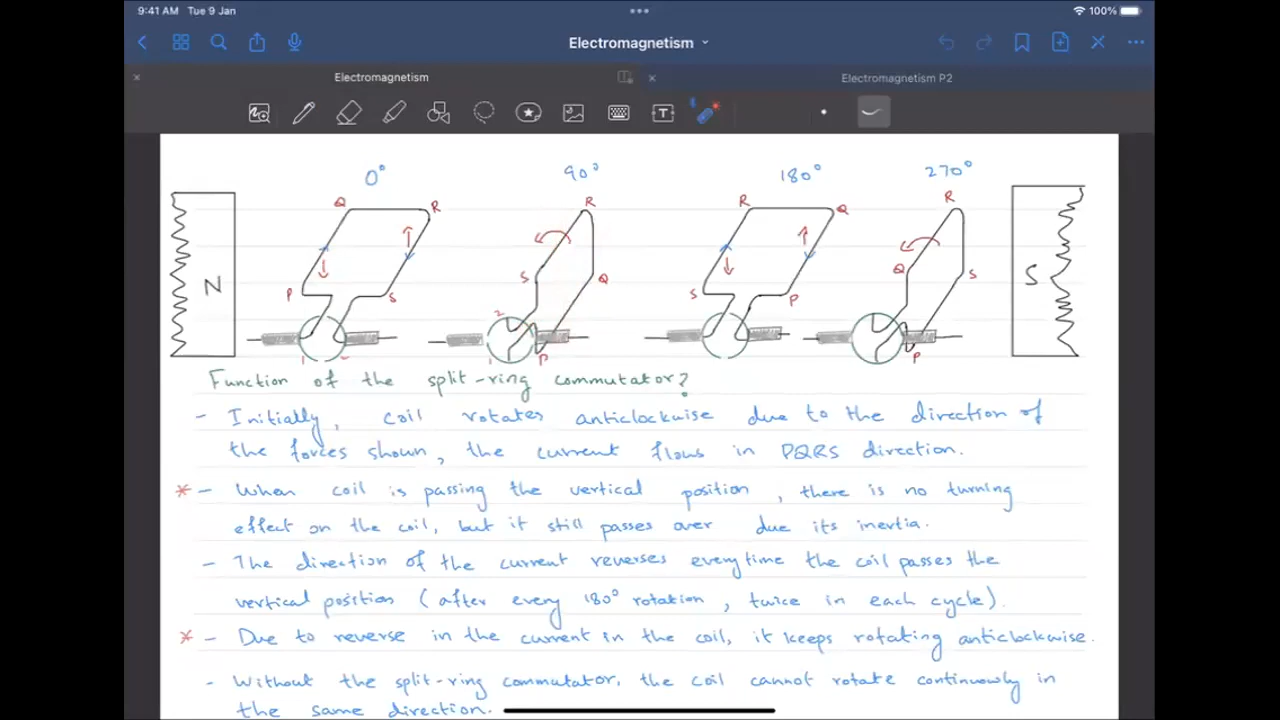 9:41 AM Tue 9 Jan
100%
Electromagnetism
Electromagnetism
Electromagnetism P2
0° 90° 180° 270°
Q R R R Q R
N P S S Q S P Q S S
2
1 P P
Function of the split-ring commutator?
- Initially, coil rotates anticlockwise due to the direction of
the forces shown, the current flows in PQRS direction.
* - When coil is passing the vertical position, there is no turning
effect on the coil, but it still passes over due its inertia.
- The direction of the current reverses everytime the coil passes the
vertical position (after every 180° rotation, twice in each cycle).
* - Due to reverse in the current in the coil, it keeps rotating anticlockwise.
- Without the split-ring commutator, the coil cannot rotate continuously in
the same direction.